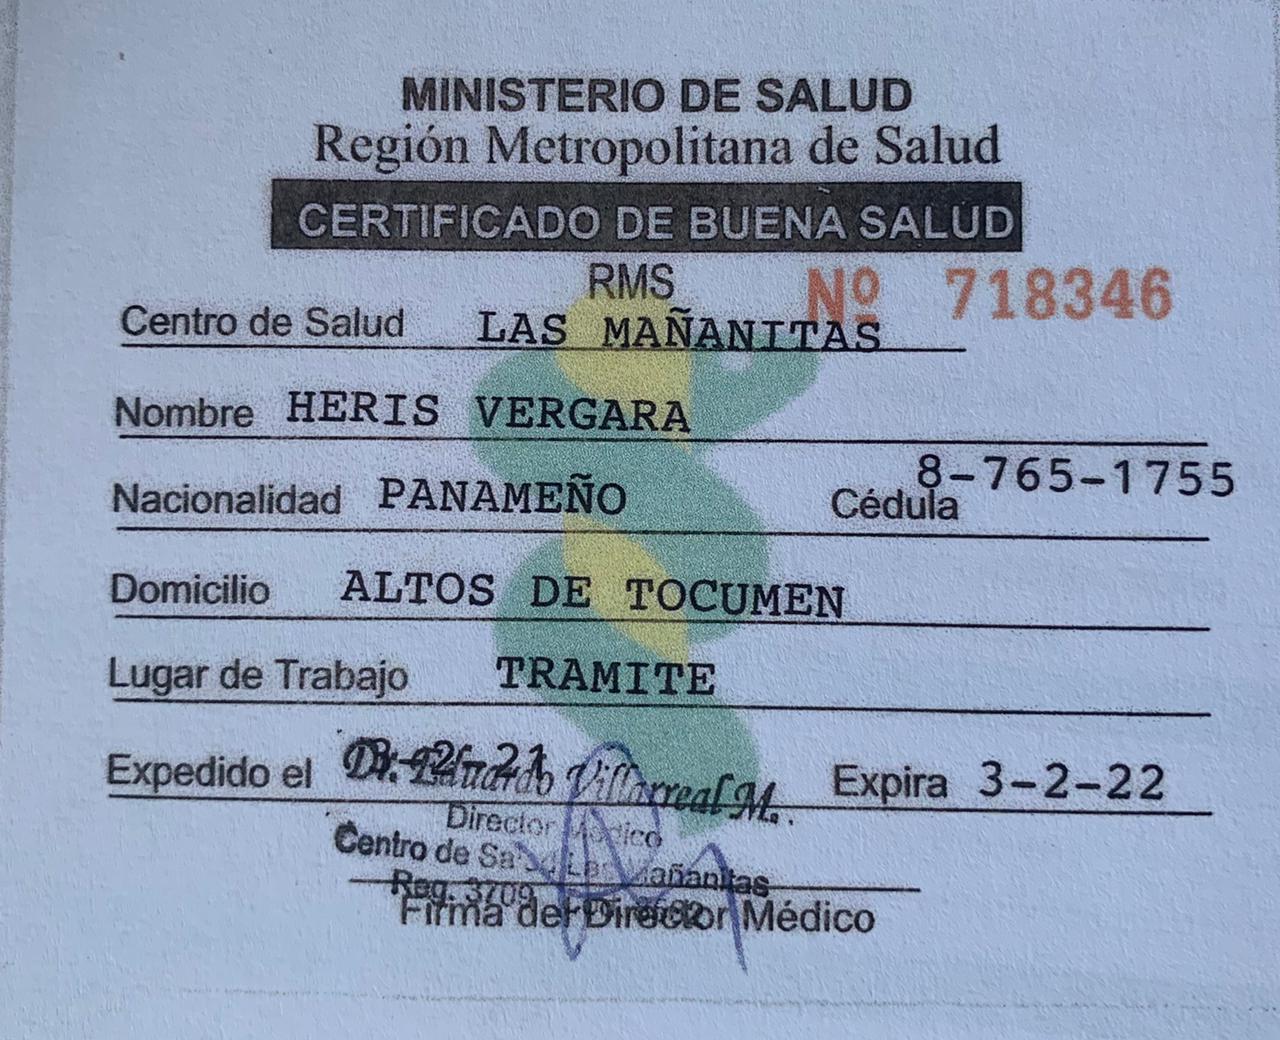 MINISTERIO DE SALUD
Región Metropolitana de Salud
CERTIFICADO DE BUENA SALUD
RMS
Nº 718346
Centro de Salud LAS MAÑANITAS
Nombre HERIS VERGARA
Nacionalidad PANAMEÑO Cédula 8-765-1755
Domicilio ALTOS DE TOCUMEN
Lugar de Trabajo TRAMITE
Expedido el 3-2-21 Expira 3-2-22
Dr. Eduardo Villarreal M.
Director Médico
Centro de Salud Las Mañanitas
Reg. 3709
Firma del Director Médico